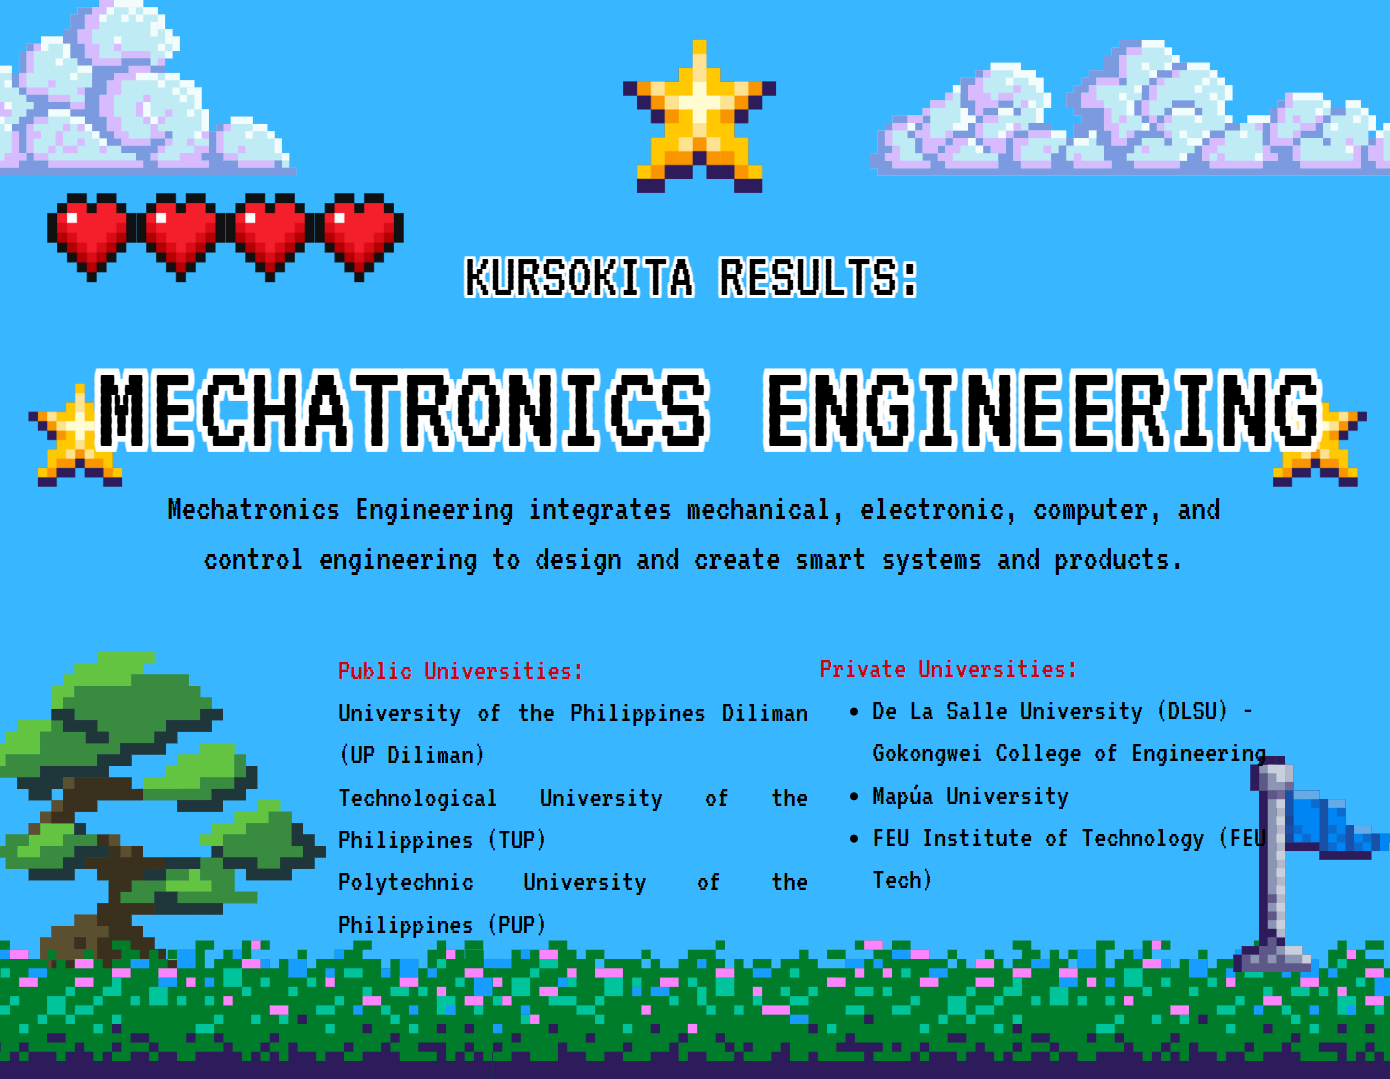 KURSOKITA RESULTS:
MECHATRONICS ENGINEERING
Mechatronics Engineering integrates mechanical, electronic, computer, and
control engineering to design and create smart systems and products.
Public Universities:
University of the Philippines Diliman
(UP Diliman)
Technological University of the
Philippines (TUP)
Polytechnic University of the
Philippines (PUP)
Private Universities:
• De La Salle University (DLSU) -
Gokongwei College of Engineering
• Mapúa University
• FEU Institute of Technology (FEU
Tech)